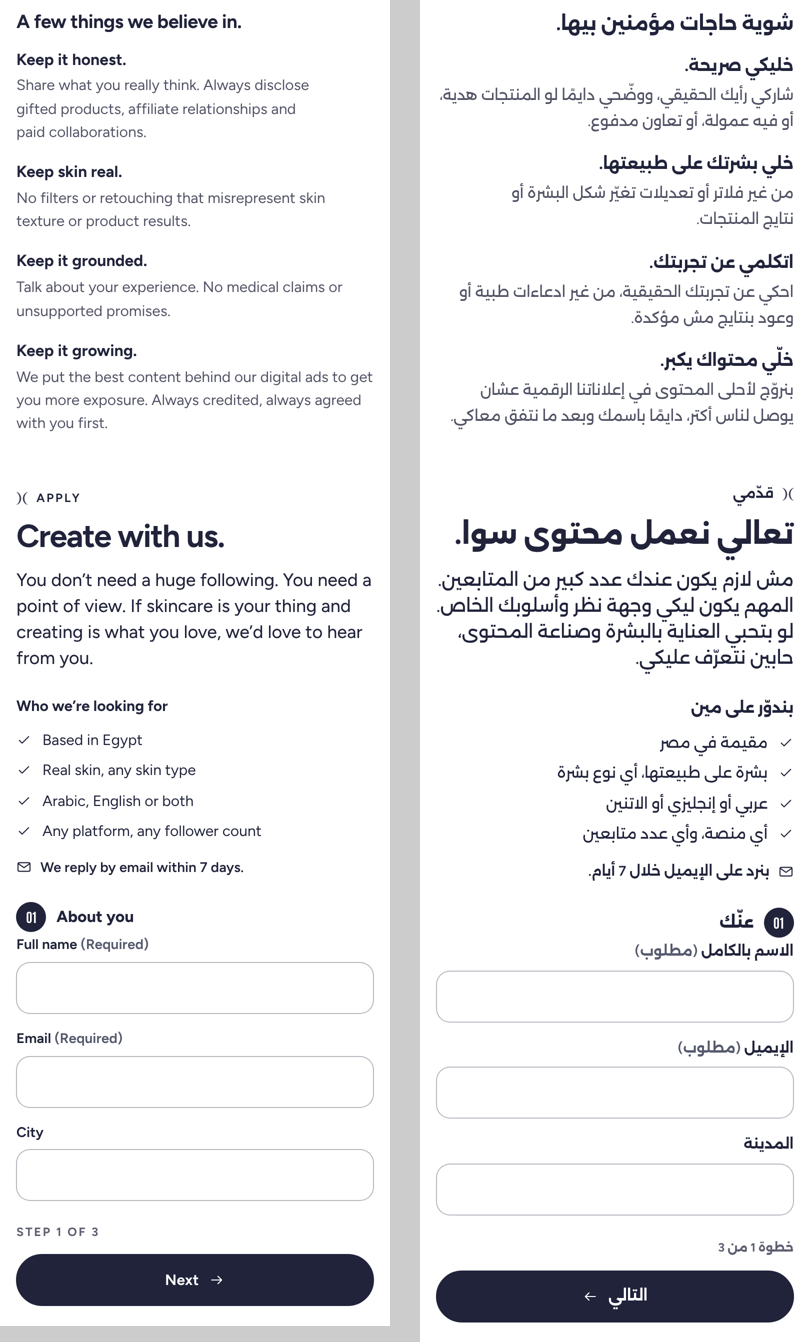 A few things we believe in.
Keep it honest.
Share what you really think. Always disclose
gifted products, affiliate relationships and
paid collaborations.
Keep skin real.
No filters or retouching that misrepresent skin
texture or product results.
Keep it grounded.
Talk about your experience. No medical claims or
unsupported promises.
Keep it growing.
We put the best content behind our digital ads to get
you more exposure. Always credited, always agreed
with you first.
)( APPLY
Create with us.
You don’t need a huge following. You need a
point of view. If skincare is your thing and
creating is what you love, we’d love to hear
from you.
Who we’re looking for
Based in Egypt
Real skin, any skin type
Arabic, English or both
Any platform, any follower count
We reply by email within 7 days.
01 About you
Full name (Required)
Email (Required)
City
STEP 1 OF 3
Next →
شوية حاجات مؤمنين بيها.
خليكي صريحة.
شاركي رأيك الحقيقي، ووضّحي دايمًا لو المنتجات هدية،
أو فيه عمولة، أو تعاون مدفوع.
خلي بشرتك على طبيعتها.
من غير فلاتر أو تعديلات تغيّر شكل البشرة أو
نتايج المنتجات.
اتكلمي عن تجربتك.
احكي عن تجربتك الحقيقية، من غير ادعاءات طبية أو
وعود بنتايج مش مؤكدة.
خلّي محتواك يكبر.
بنروّج لأحلى المحتوى في إعلاناتنا الرقمية عشان
يوصل لناس أكتر، دايمًا باسمك وبعد ما نتفق معاكي.
)( قدّمي
تعالي نعمل محتوى سوا.
مش لازم يكون عندك عدد كبير من المتابعين.
المهم يكون ليكي وجهة نظر وأسلوبك الخاص.
لو بتحبي العناية بالبشرة وصناعة المحتوى،
حابين نتعرّف عليكي.
بندوّر على مين
مقيمة في مصر
بشرة على طبيعتها، أي نوع بشرة
عربي أو إنجليزي أو الاتنين
أي منصة، وأي عدد متابعين
بنرد على الإيميل خلال 7 أيام.
01 عنّك
الاسم بالكامل (مطلوب)
الإيميل (مطلوب)
المدينة
خطوة 1 من 3
التالي ←